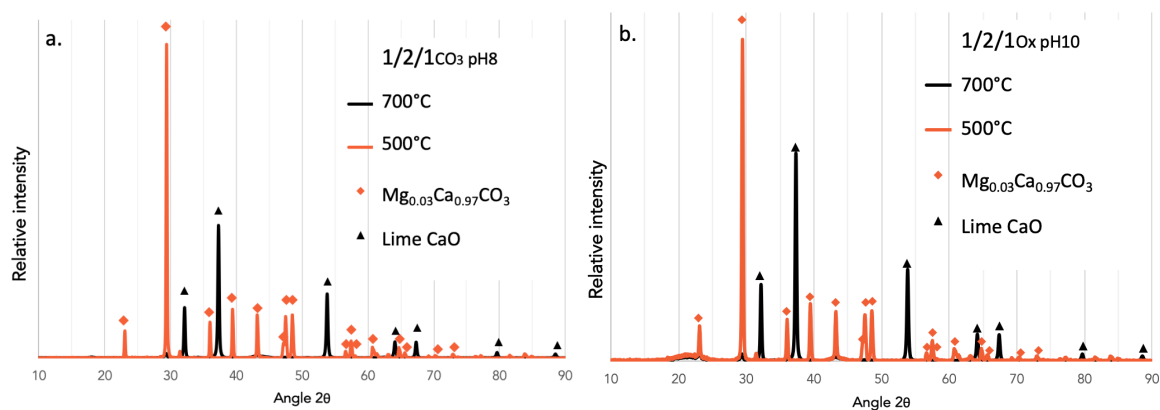 a.
1/2/1CO₃ pH8
700°C
500°C
Mg₀.₀₃Ca₀.₉₇CO₃
Lime CaO
Relative intensity
10 20 30 40 50 60 70 80 90
Angle 2θ
b.
1/2/1Ox pH10
700°C
500°C
Mg₀.₀₃Ca₀.₉₇CO₃
Lime CaO
Relative intensity
10 20 30 40 50 60 70 80 90
Angle 2θ